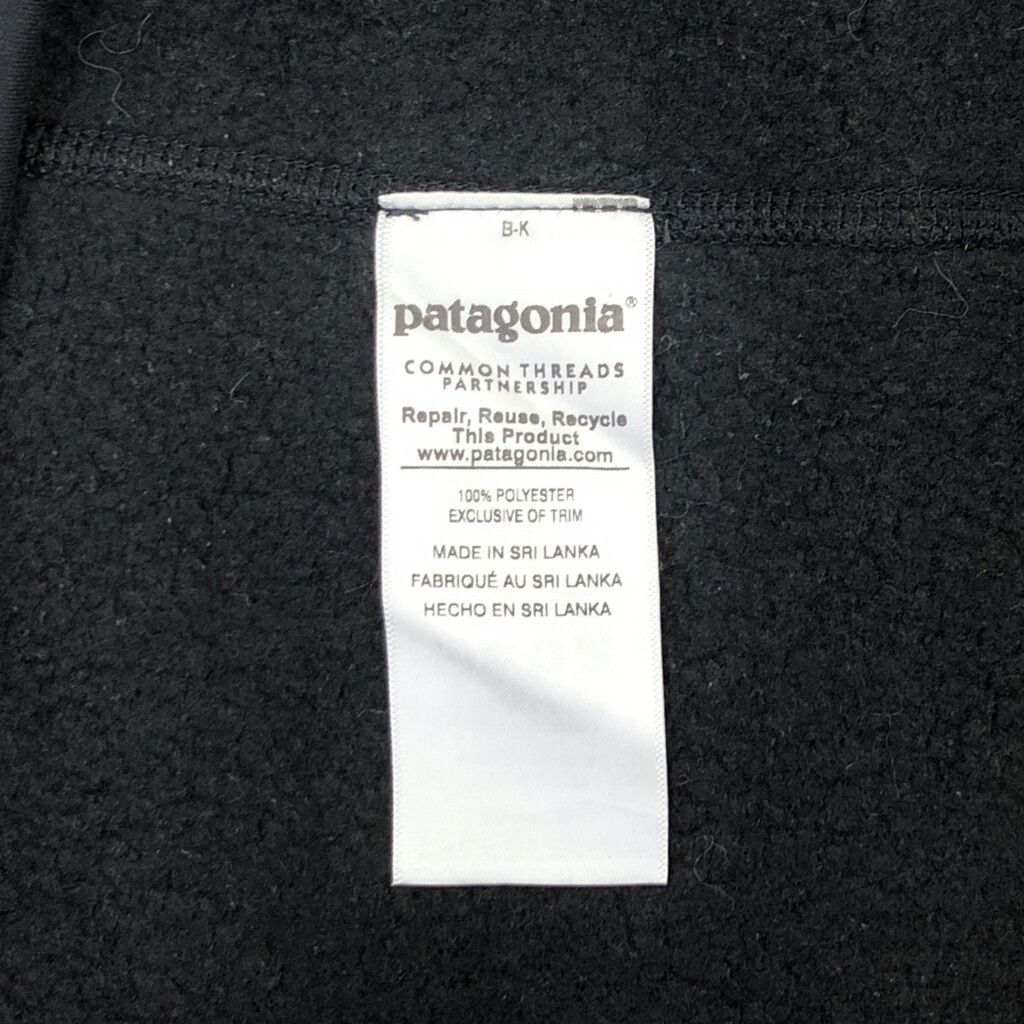 B-K
patagonia®
COMMON THREADS
PARTNERSHIP
Repair, Reuse, Recycle
This Product
www.patagonia.com
100% POLYESTER
EXCLUSIVE OF TRIM
MADE IN SRI LANKA
FABRIQUÉ AU SRI LANKA
HECHO EN SRI LANKA